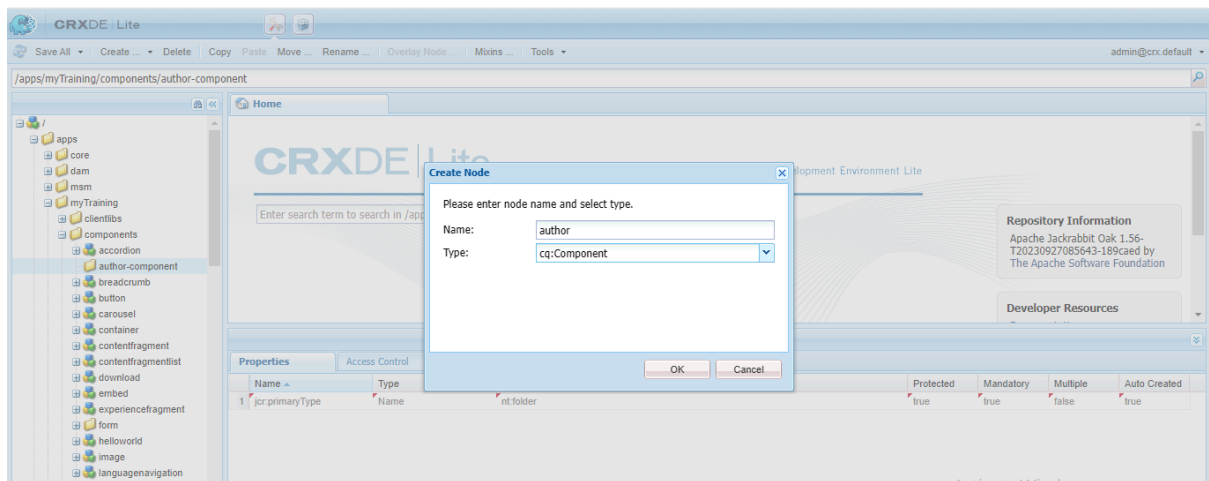 CRXDE | Lite
Save All Create ... Delete Copy Paste Move ... Rename ... Overlay Node ... Mixins ... Tools admin@crx.default
/apps/myTraining/components/author-component
Home
/
apps
core
dam
msm
myTraining
clientlibs
components
accordion
author-component
breadcrumb
button
carousel
container
contentfragment
contentfragmentlist
download
embed
experiencefragment
form
helloworld
image
languagenavigation
CRXDE | Lite
elopment Environment Lite
Enter search term to search in /app
Create Node
Please enter node name and select type.
Name: author
Type: cq:Component
OK Cancel
Repository Information
Apache Jackrabbit Oak 1.56-
T20230927085643-189caed by
The Apache Software Foundation
Developer Resources
Properties Access Control
Name Type Protected Mandatory Multiple Auto Created
1 jcr:primaryType Name nt:folder true true false true